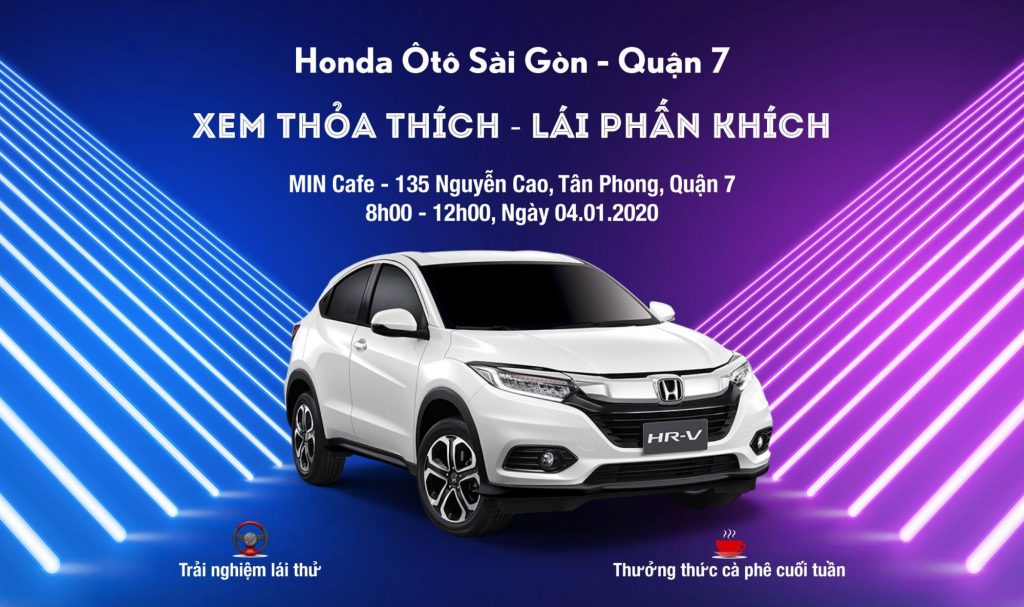 Honda Ôtô Sài Gòn - Quận 7
XEM THỎA THÍCH - LÁI PHẤN KHÍCH
MIN Cafe - 135 Nguyễn Cao, Tân Phong, Quận 7
8h00 - 12h00, Ngày 04.01.2020
HR-V
Trải nghiệm lái thử
Thưởng thức cà phê cuối tuần